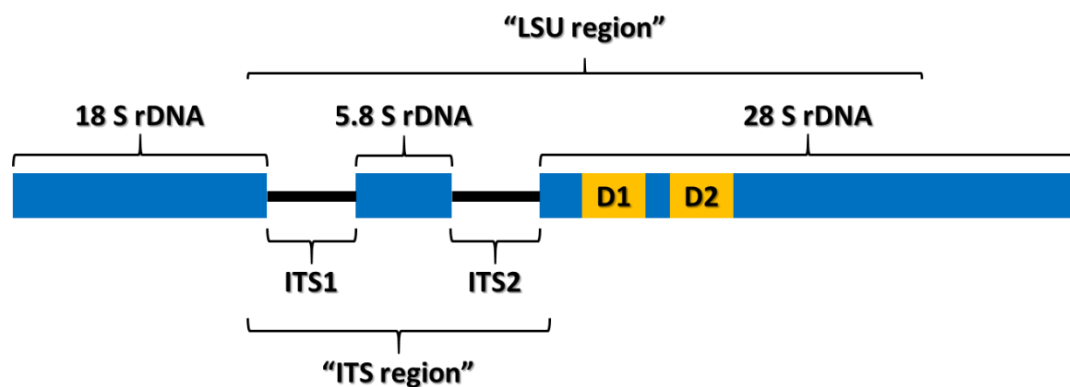 “LSU region”
18 S rDNA
5.8 S rDNA
28 S rDNA
D1
D2
ITS1
ITS2
“ITS region”